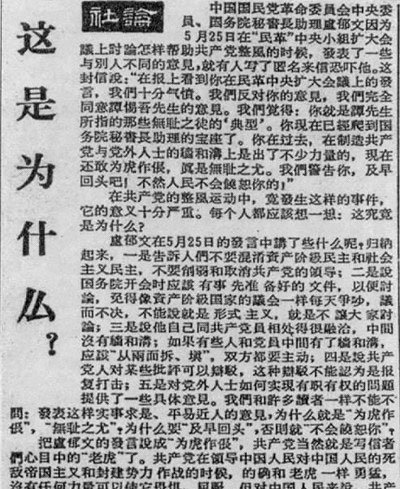 社論
这是为什么？
中国国民党革命委员会中央委
員、国务院秘書長助理盧郁文因为
5月25日在“民革”中央小組扩大会
議上討論怎样帮助共产党整風的时候，發表了一些
与別人不同的意見，就有人写了匿名来信恐吓他。这
封信說：“在报上看到你在民革中央扩大会議上的發
言，我們十分气憤。我們反对你的意見，我們完全
同意譚惕吾先生的意見。我們覚得：你就是譚先生
所指的那些無耻之徒的‘典型’。你現在已經爬到国
务院秘書長助理的宝座了。你在过去，在制造共产
党与党外人士的墙和溝上是出了不少力量的，現在
还敢为虎作倀，眞是無耻之尤。我們警告你，及早
回头吧！不然人民不会饒恕你的！”
在共产党的整風运动中，竟發生这样的事件，
它的意义十分严重。每个人都应該想一想：这究竟
是为什么？
盧郁文在5月25日的發言中講了些什么呢？归納
起来，一是告訴人們不要混淆資产阶級民主和社会
主义民主，不要削弱和取消共产党的領导；二是說
国务院开会时应該有事先准备好的文件，以便討
論，免得像資产阶級国家的議会一样每天爭吵，議
而不决，不能說就是形式主义，就是不讓大家討
論；三是說他自己同共产党員相处得很融洽，中間
沒有墙和溝；如果有些人和党員中間有了墙和溝，
应該“从兩面拆、填”，双方都要主动；四是說共产
党人对某些批評可以辯駁，这种辯駁不能認为是报
复打击；五是对党外人士如何实現有职有权的問題
提供了一些具体意見。我們和許多讀者一样不能不
問：發表这样实事求是、平易近人的意見，为什么就是“为虎作
倀”，“無耻之尤”？为什么要“及早回头”，否則就“不会饒恕你”？
把盧郁文的發言說成“为虎作倀”，共产党当然就是写信者
們心目中的“老虎”了。共产党在領导中国人民对中国人民的死
敌帝国主义和封建势力作战的时候，的确和老虎一样勇猛，
沒有任何力量可以使它畏惧、屈服。但对中国人民来說，共产